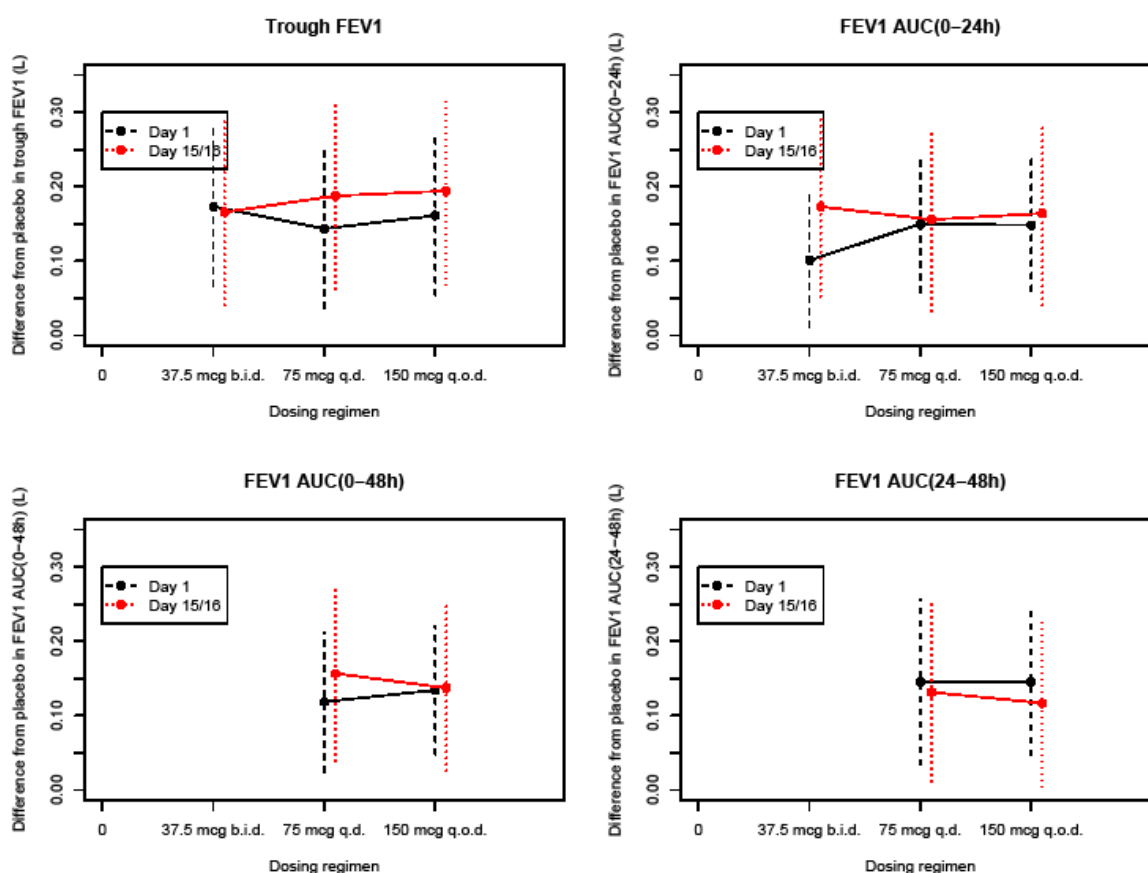 Trough FEV1
Difference from placebo in trough FEV1 (L)
0.30
0.20
0.10
0.00
Day 1
Day 15/16
0
37.5 mcg b.i.d.
75 mcg q.d.
150 mcg q.o.d.
Dosing regimen
FEV1 AUC(0–24h)
Difference from placebo in FEV1 AUC(0–24h) (L)
0.30
0.20
0.10
0.00
Day 1
Day 15/16
0
37.5 mcg b.i.d.
75 mcg q.d.
150 mcg q.o.d.
Dosing regimen
FEV1 AUC(0–48h)
Difference from placebo in FEV1 AUC(0–48h) (L)
0.30
0.20
0.10
0.00
Day 1
Day 15/16
0
37.5 mcg b.i.d.
75 mcg q.d.
150 mcg q.o.d.
Dosing regimen
FEV1 AUC(24–48h)
Difference from placebo in FEV1 AUC(24–48h) (L)
0.30
0.20
0.10
0.00
Day 1
Day 15/16
0
37.5 mcg b.i.d.
75 mcg q.d.
150 mcg q.o.d.
Dosing regimen